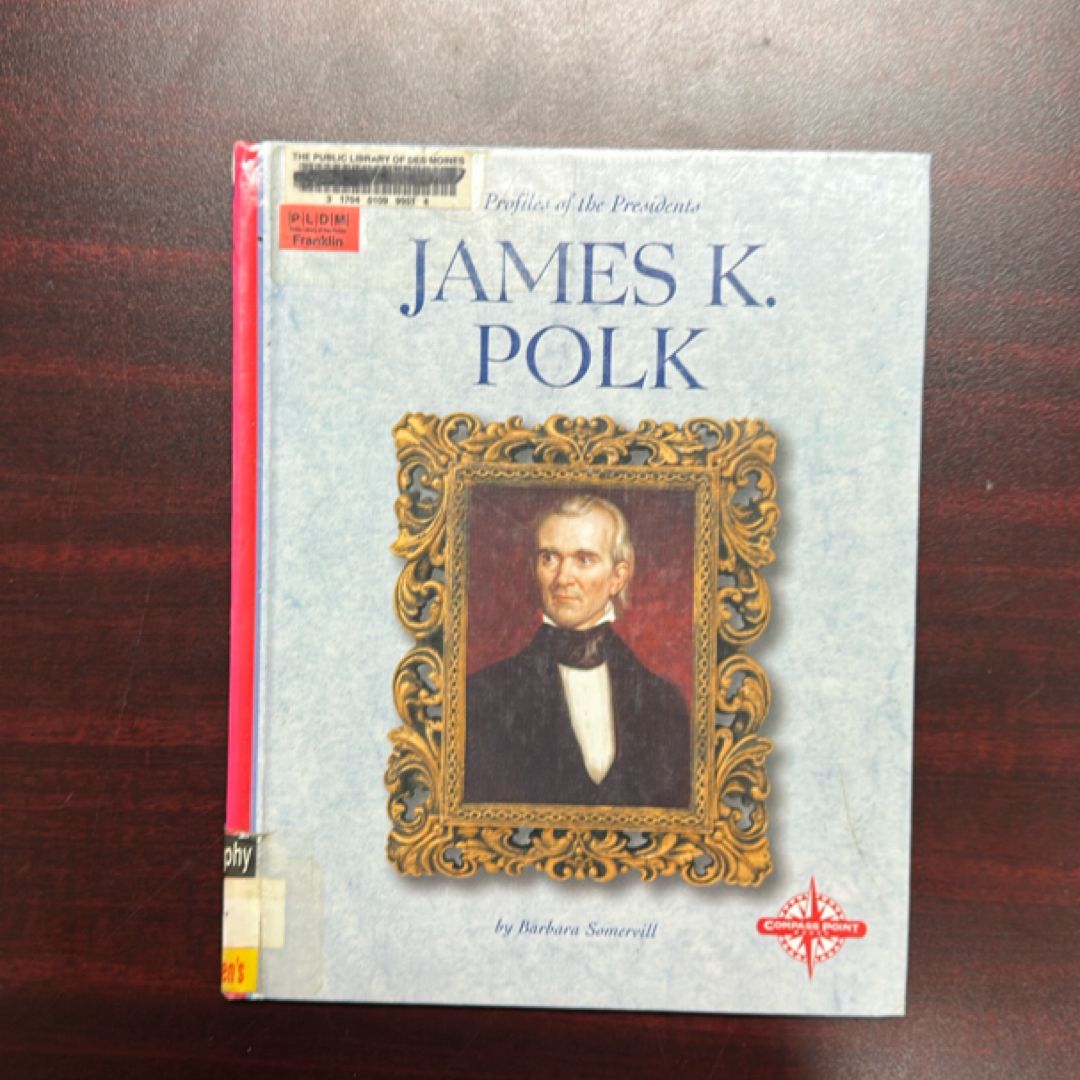 THE PUBLIC LIBRARY OF DES MOINES
P|L|D|M
Franklin
Profiles of the Presidents
JAMES K.
POLK
phy
en's
by Barbara Somervill
COMPASS POINT
BOOKS